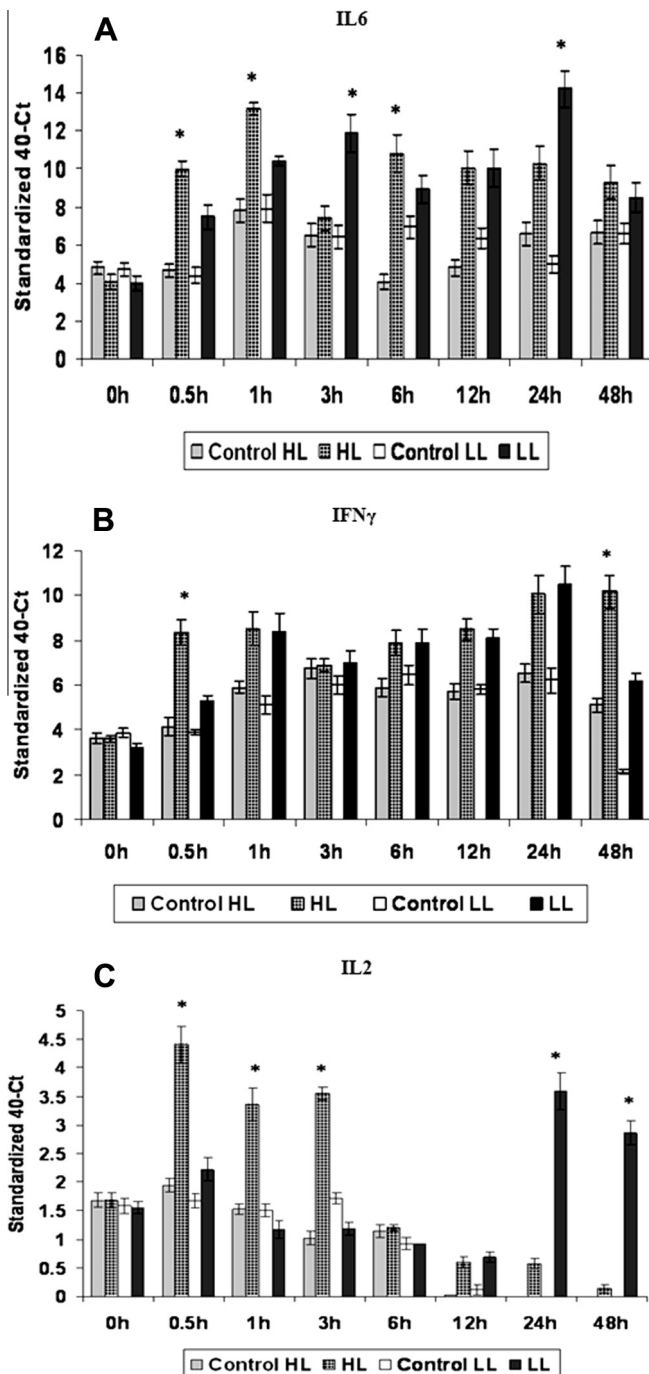 A
IL6
Standardized 40-Ct
16
14
12
10
8
6
4
2
0
* * * * *
0h 0.5h 1h 3h 6h 12h 24h 48h
Control HL HL Control LL LL
B
IFNγ
Standardized 40-Ct
12
10
8
6
4
2
0
* *
0h 0.5h 1h 3h 6h 12h 24h 48h
Control HL HL Control LL LL
C
IL2
Standardized 40-Ct
5
4.5
4
3.5
3
2.5
2
1.5
1
0.5
0
* * * * *
0h 0.5h 1h 3h 6h 12h 24h 48h
Control HL HL Control LL LL